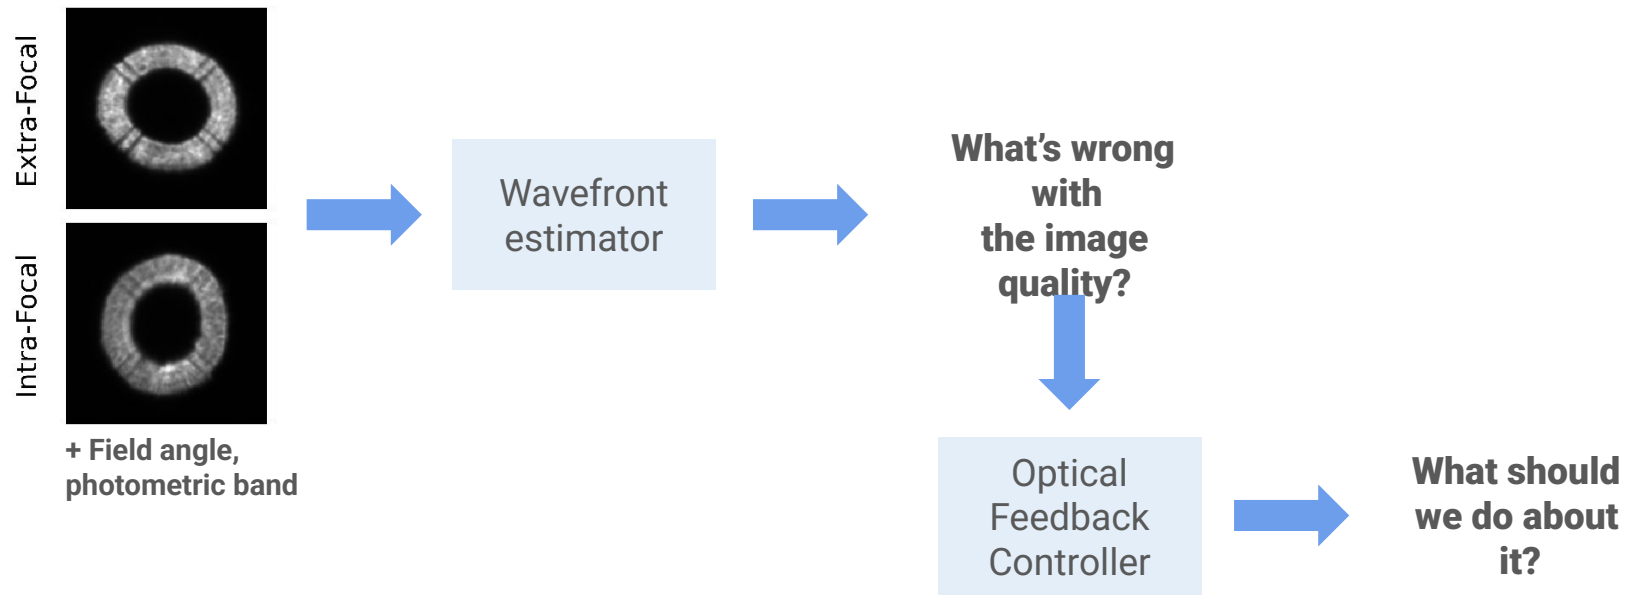 Extra-Focal
Intra-Focal
+ Field angle,
photometric band
Wavefront
estimator
What's wrong
with
the image
quality?
Optical
Feedback
Controller
What should
we do about
it?